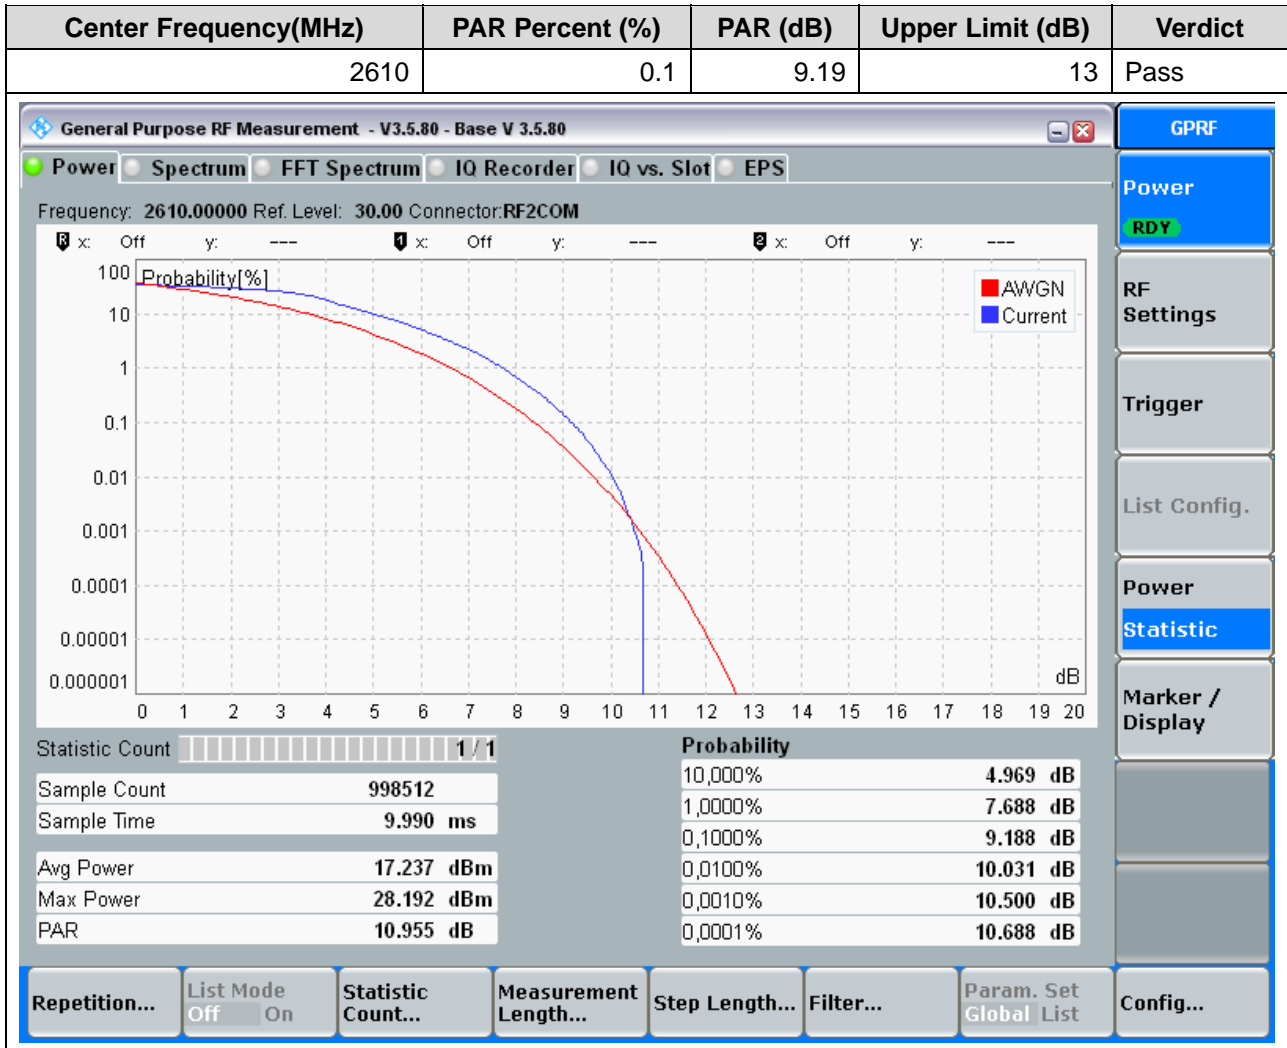 Center Frequency(MHz) PAR Percent (%) PAR (dB) Upper Limit (dB) Verdict
2610 0.1 9.19 13 Pass
General Purpose RF Measurement - V3.5.80 - Base V 3.5.80
GPRF
Power Spectrum FFT Spectrum IQ Recorder IQ vs. Slot EPS
Frequency: 2610.00000 Ref. Level: 30.00 Connector:RF2COM
R x: Off y: --- 1 x: Off y: --- 2 x: Off y: ---
Probability[%]
100
10
1
0.1
0.01
0.001
0.0001
0.00001
0.000001
AWGN
Current
dB
0 1 2 3 4 5 6 7 8 9 10 11 12 13 14 15 16 17 18 19 20
Statistic Count 1 / 1
Sample Count 998512
Sample Time 9.990 ms
Avg Power 17.237 dBm
Max Power 28.192 dBm
PAR 10.955 dB
Probability
10,000% 4.969 dB
1,0000% 7.688 dB
0,1000% 9.188 dB
0,0100% 10.031 dB
0,0010% 10.500 dB
0,0001% 10.688 dB
Power
RDY
RF
Settings
Trigger
List Config.
Power
Statistic
Marker /
Display
Repetition...
List Mode
Off On
Statistic
Count...
Measurement
Length...
Step Length...
Filter...
Param. Set
Global List
Config...